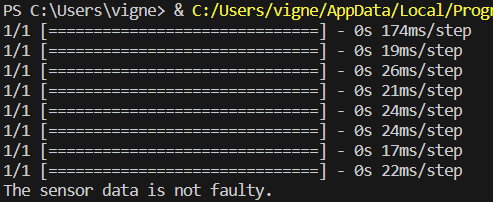 PS C:\Users\vigne> & C:/Users/vigne/AppData/Local/Progr
1/1 [==============================] - 0s 174ms/step
1/1 [==============================] - 0s 19ms/step
1/1 [==============================] - 0s 26ms/step
1/1 [==============================] - 0s 21ms/step
1/1 [==============================] - 0s 24ms/step
1/1 [==============================] - 0s 24ms/step
1/1 [==============================] - 0s 17ms/step
1/1 [==============================] - 0s 22ms/step
The sensor data is not faulty.